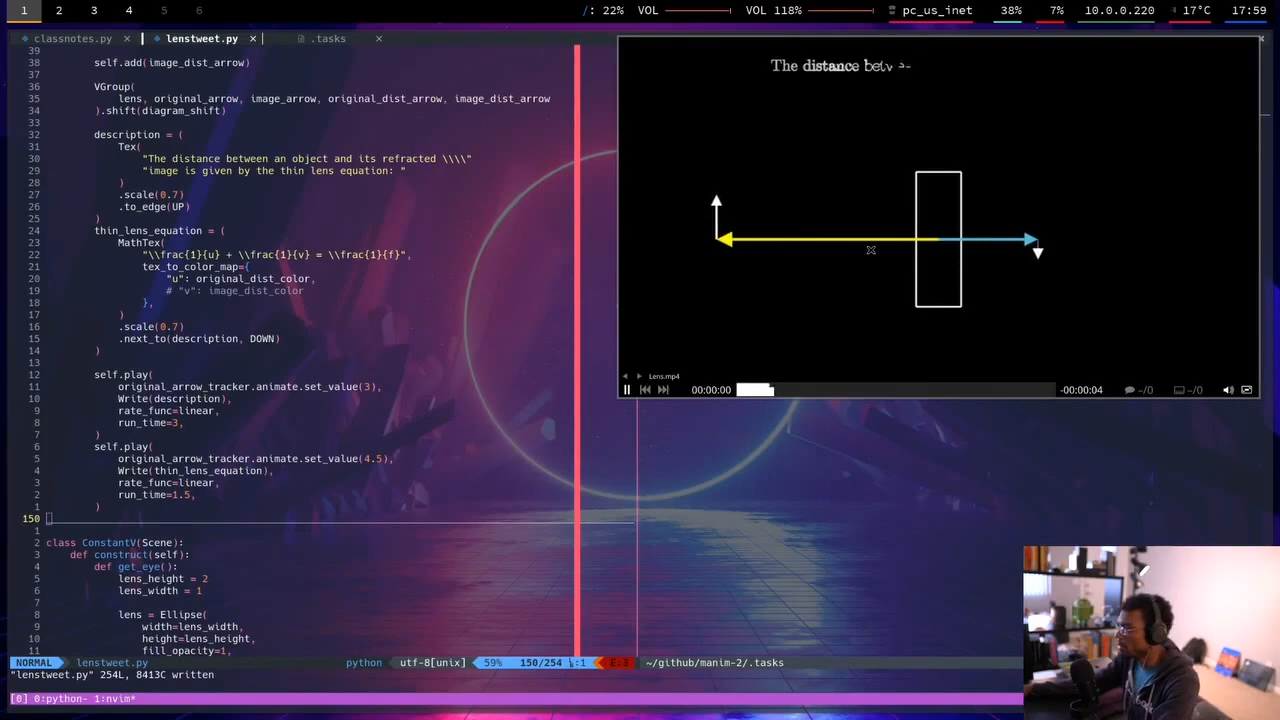 1 2 3 4 5 6
/: 22% VOL VOL 118% pc_us_inet 38% 7% 10.0.0.220 17°C 17:59
classnotes.py × lenstweet.py × .tasks ×
39
38 self.add(image_dist_arrow)
37
36 VGroup(
35 lens, original_arrow, image_arrow, original_dist_arrow, image_dist_arrow
34 ).shift(diagram_shift)
33
32 description = (
31 Tex(
30 "The distance between an object and its refracted \\\\"
29 "image is given by the thin lens equation: "
28 )
27 .scale(0.7)
26 .to_edge(UP)
25 )
24 thin_lens_equation = (
23 MathTex(
22 "\\frac{1}{u} + \\frac{1}{v} = \\frac{1}{f}",
21 tex_to_color_map={
20 "u": original_dist_color,
19 # "v": image_dist_color
18 },
17 )
16 .scale(0.7)
15 .next_to(description, DOWN)
14 )
13
12 self.play(
11 original_arrow_tracker.animate.set_value(3),
10 Write(description),
9 rate_func=linear,
8 run_time=3,
7 )
6 self.play(
5 original_arrow_tracker.animate.set_value(4.5),
4 Write(thin_lens_equation),
3 rate_func=linear,
2 run_time=1.5,
1 )
150
1
2 class ConstantV(Scene):
3 def construct(self):
4 def get_eye():
5 lens_height = 2
6 lens_width = 1
7
8 lens = Ellipse(
9 width=lens_width,
10 height=lens_height,
11 fill_opacity=1,
NORMAL lenstweet.py python utf-8[unix] 59% 150/254 :1 E:3 ~/github/manim-2/.tasks
"lenstweet.py" 254L, 8413C written
[0] 0:python- 1:nvim*
The distance betw
Lens.mp4
00:00:00 -00:00:04 –/0 –/0